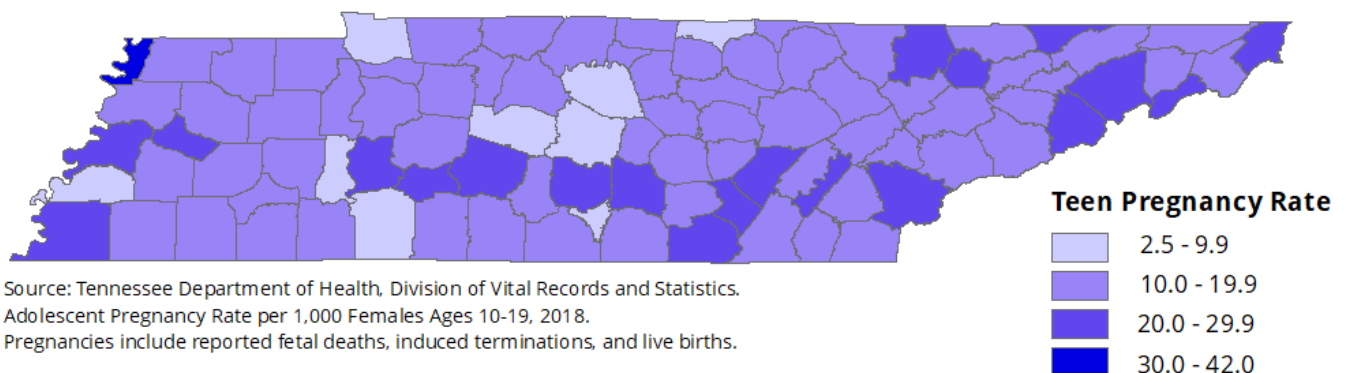 Teen Pregnancy Rate
2.5 - 9.9
10.0 - 19.9
20.0 - 29.9
30.0 - 42.0
Source: Tennessee Department of Health, Division of Vital Records and Statistics.
Adolescent Pregnancy Rate per 1,000 Females Ages 10-19, 2018.
Pregnancies include reported fetal deaths, induced terminations, and live births.